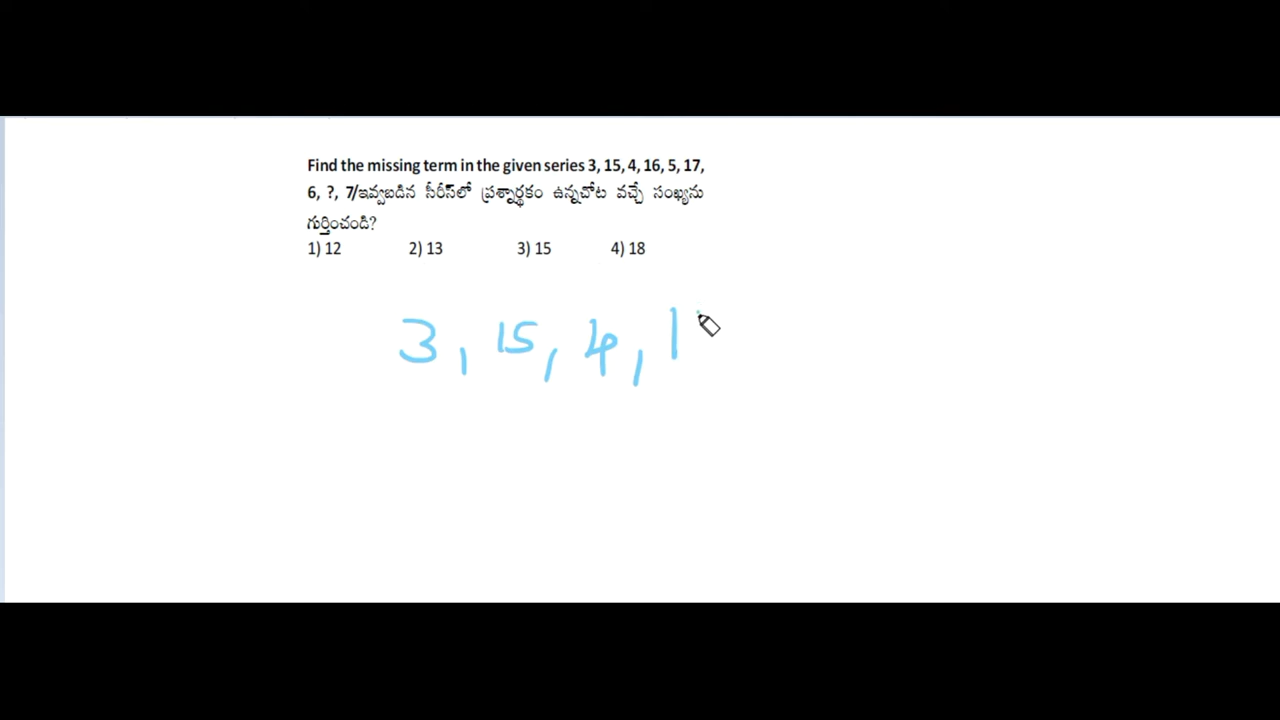 Find the missing term in the given series 3, 15, 4, 16, 5, 17,
6, ?, 7/ఇవ్వబడిన సీరీస్‌లో ప్రశ్నార్థకం ఉన్నచోట వచ్చే సంఖ్యను
గుర్తించండి?
1) 12 2) 13 3) 15 4) 18
3, 15, 4, 1